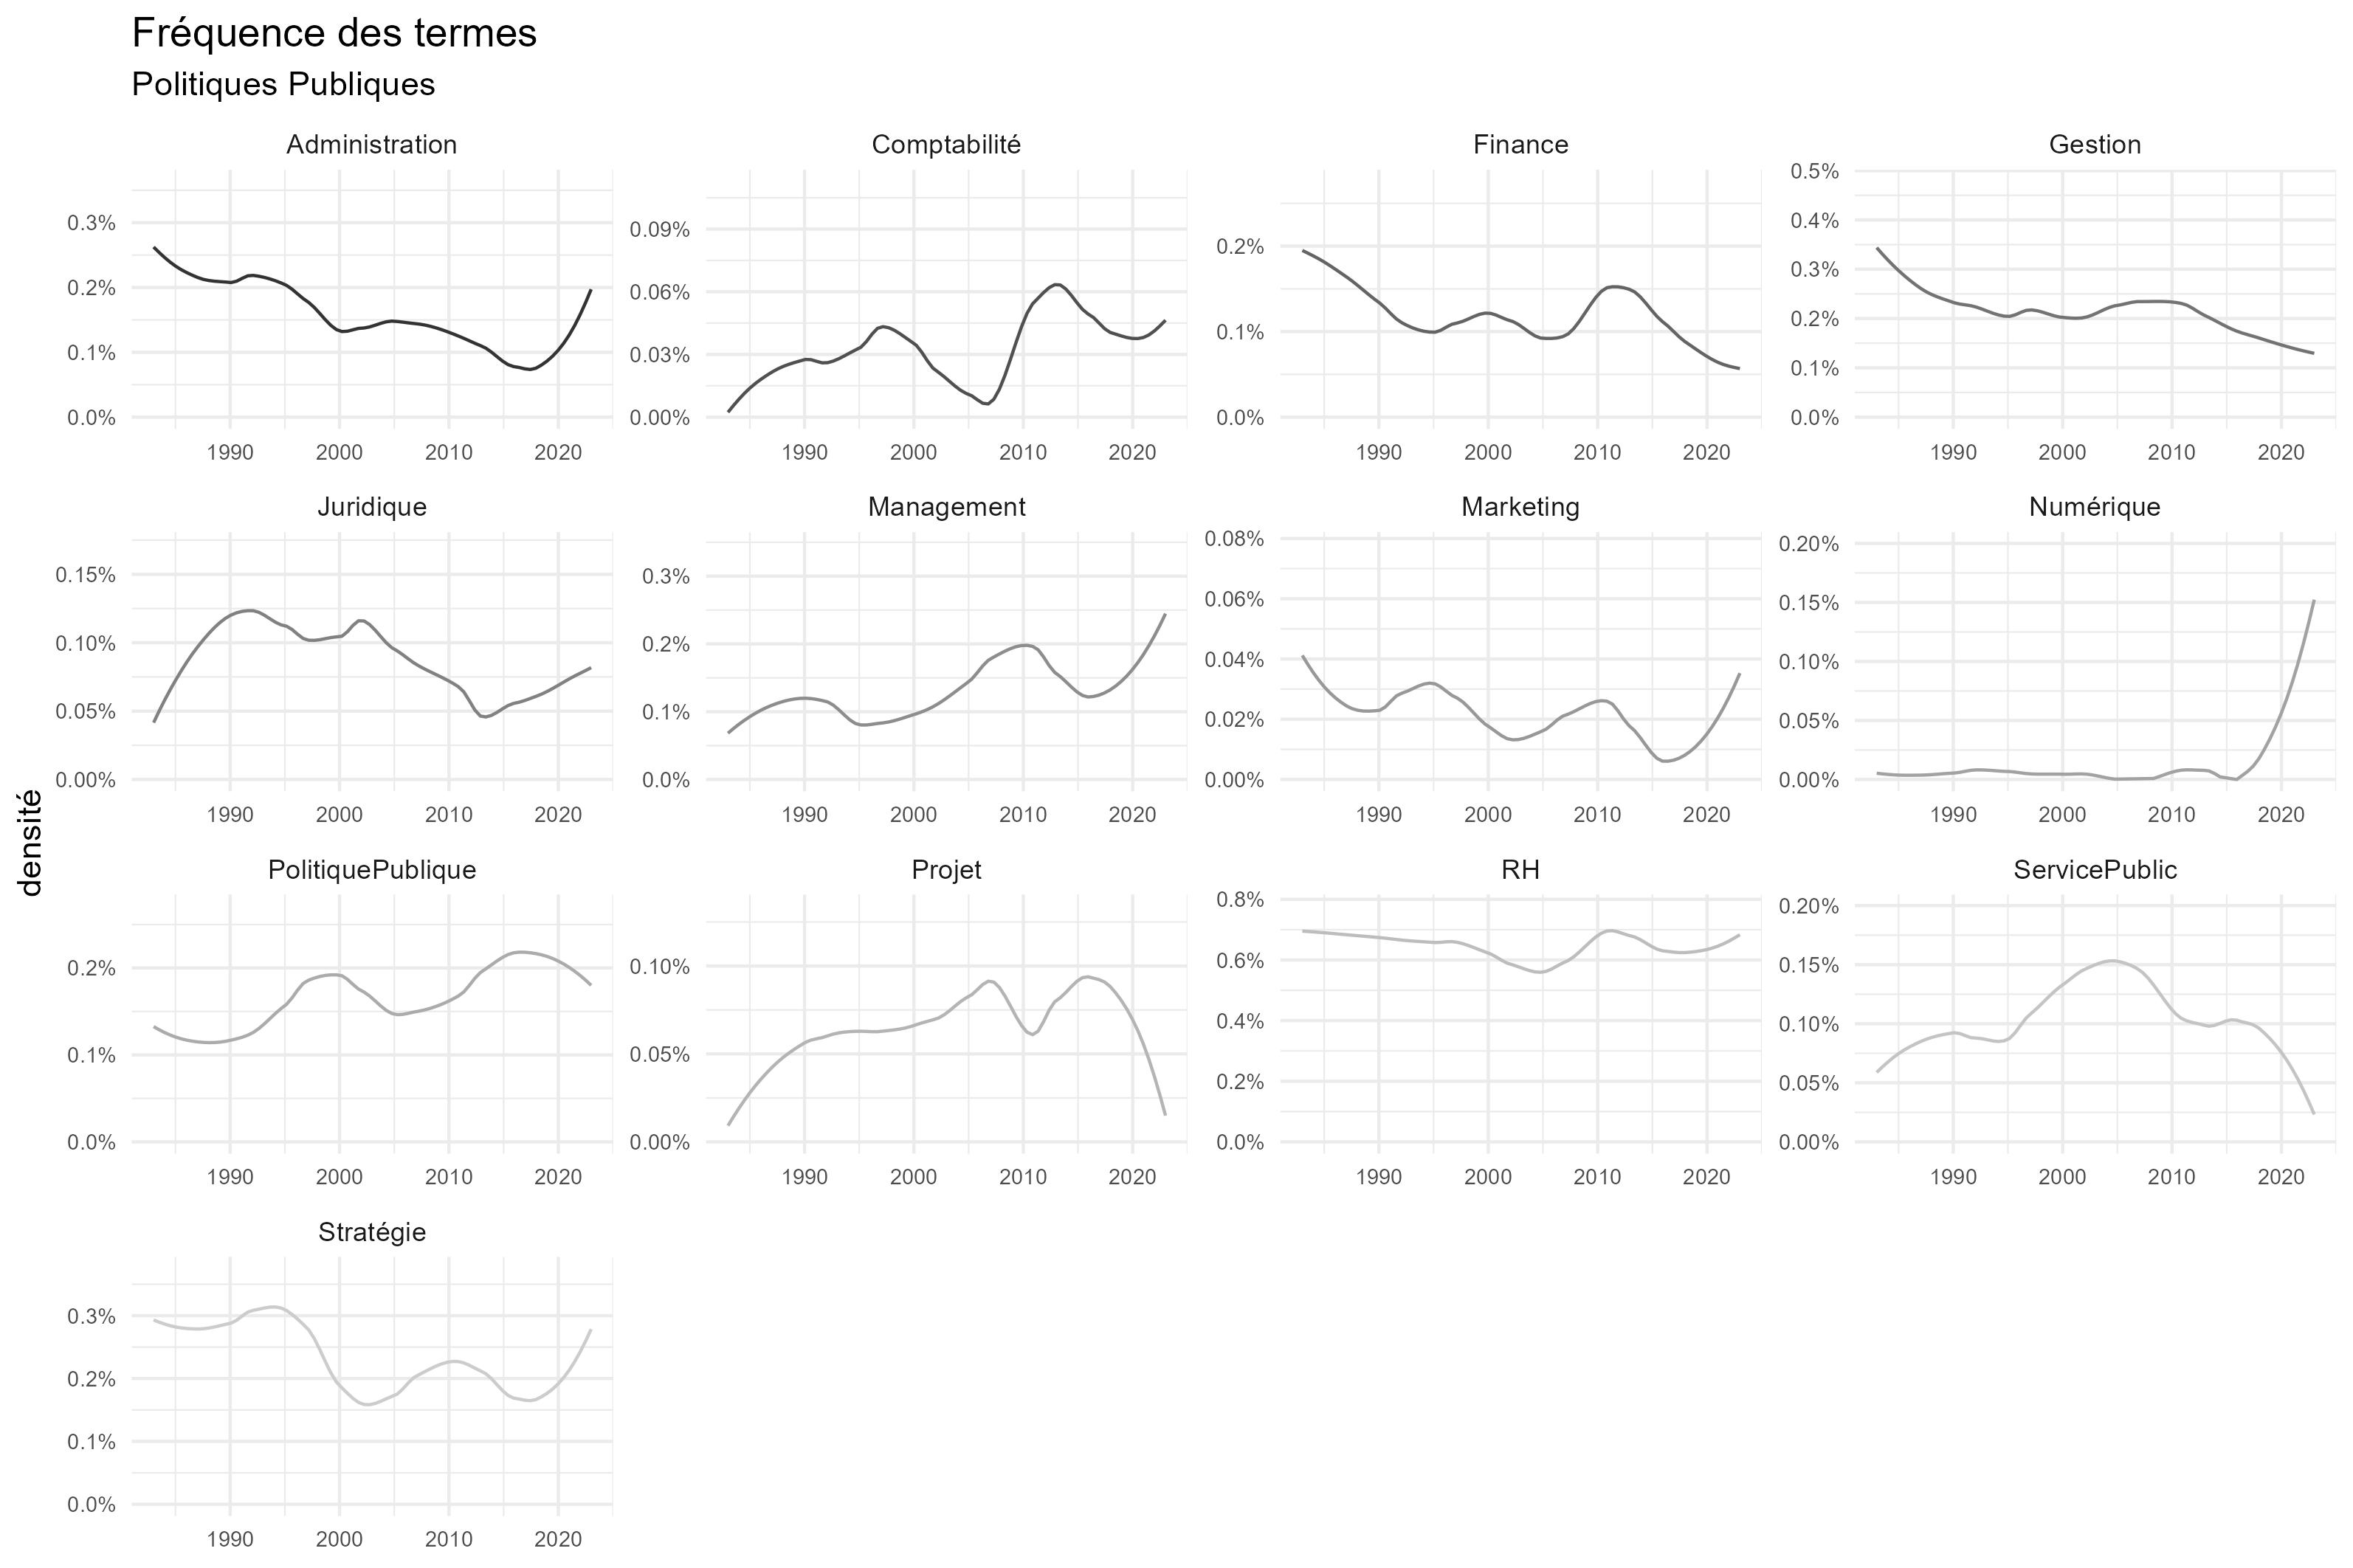 Fréquence des termes
Politiques Publiques
densité
Administration
0.3%
0.2%
0.1%
0.0%
1990 2000 2010 2020
Comptabilité
0.09%
0.06%
0.03%
0.00%
1990 2000 2010 2020
Finance
0.2%
0.1%
0.0%
1990 2000 2010 2020
Gestion
0.5%
0.4%
0.3%
0.2%
0.1%
0.0%
1990 2000 2010 2020
Juridique
0.15%
0.10%
0.05%
0.00%
1990 2000 2010 2020
Management
0.3%
0.2%
0.1%
0.0%
1990 2000 2010 2020
Marketing
0.08%
0.06%
0.04%
0.02%
0.00%
1990 2000 2010 2020
Numérique
0.20%
0.15%
0.10%
0.05%
0.00%
1990 2000 2010 2020
PolitiquePublique
0.2%
0.1%
0.0%
1990 2000 2010 2020
Projet
0.10%
0.05%
0.00%
1990 2000 2010 2020
RH
0.8%
0.6%
0.4%
0.2%
0.0%
1990 2000 2010 2020
ServicePublic
0.20%
0.15%
0.10%
0.05%
0.00%
1990 2000 2010 2020
Stratégie
0.3%
0.2%
0.1%
0.0%
1990 2000 2010 2020